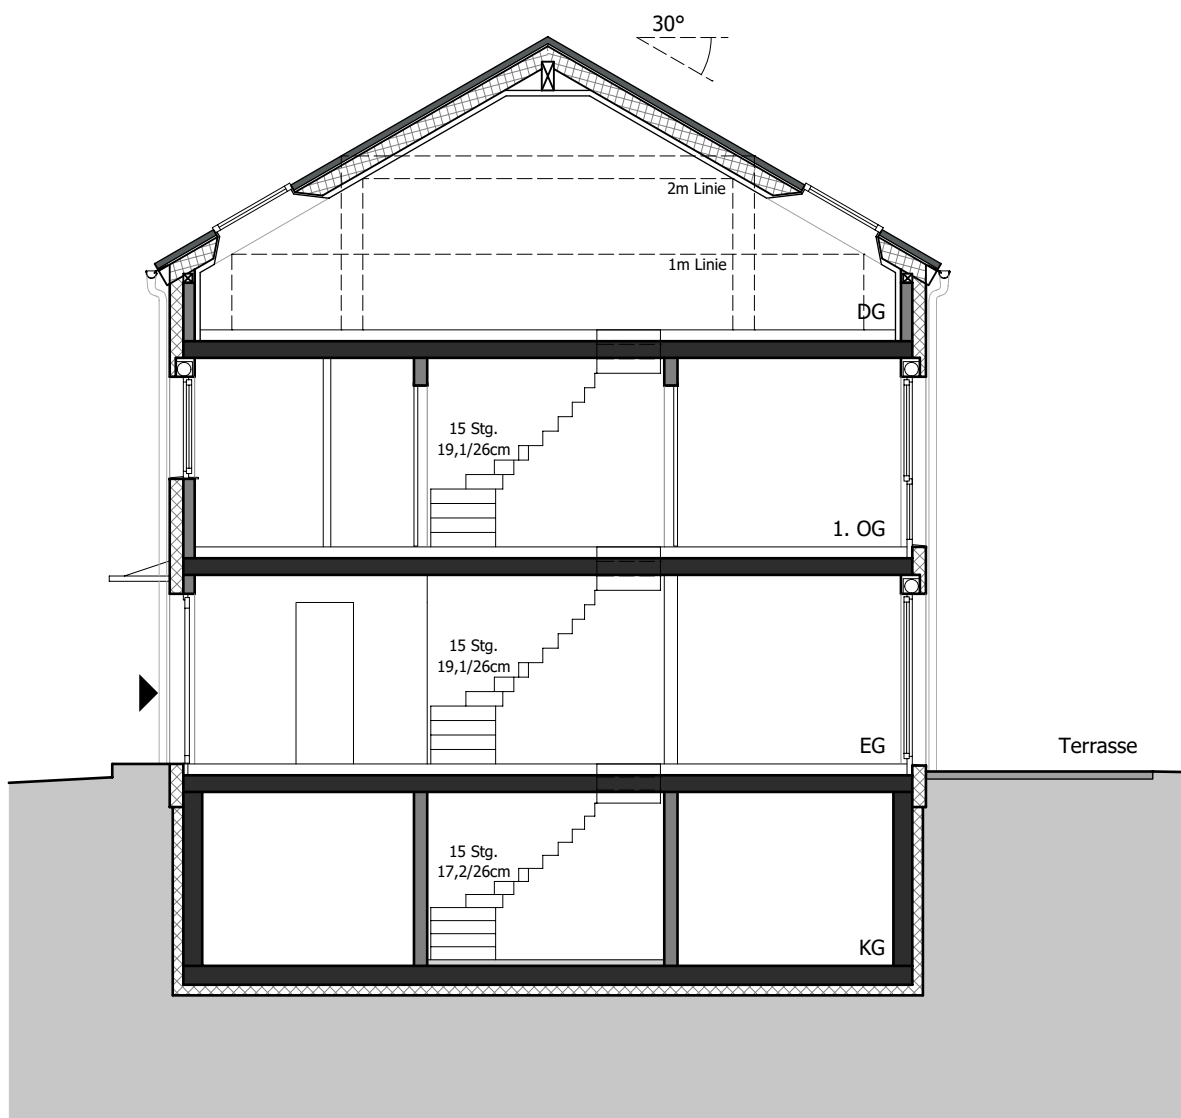 30°
2m Linie
1m Linie
DG
15 Stg.
19,1/26cm
1. OG
15 Stg.
19,1/26cm
EG
Terrasse
15 Stg.
17,2/26cm
KG